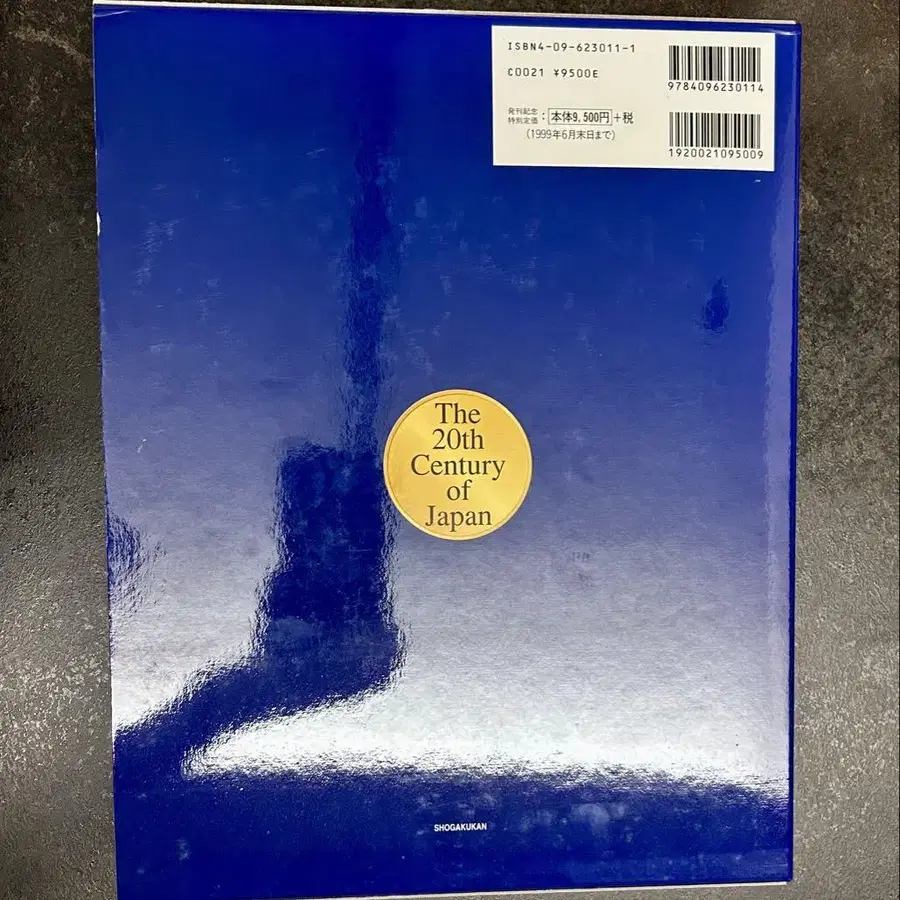 ISBN4-09-623011-1
C0021 ¥9500E
発刊記念
特別定価:本体9,500円+税
(1999年6月末日まで)
9784096230114
1920021095009
The
20th
Century
of
Japan
SHOGAKUKAN